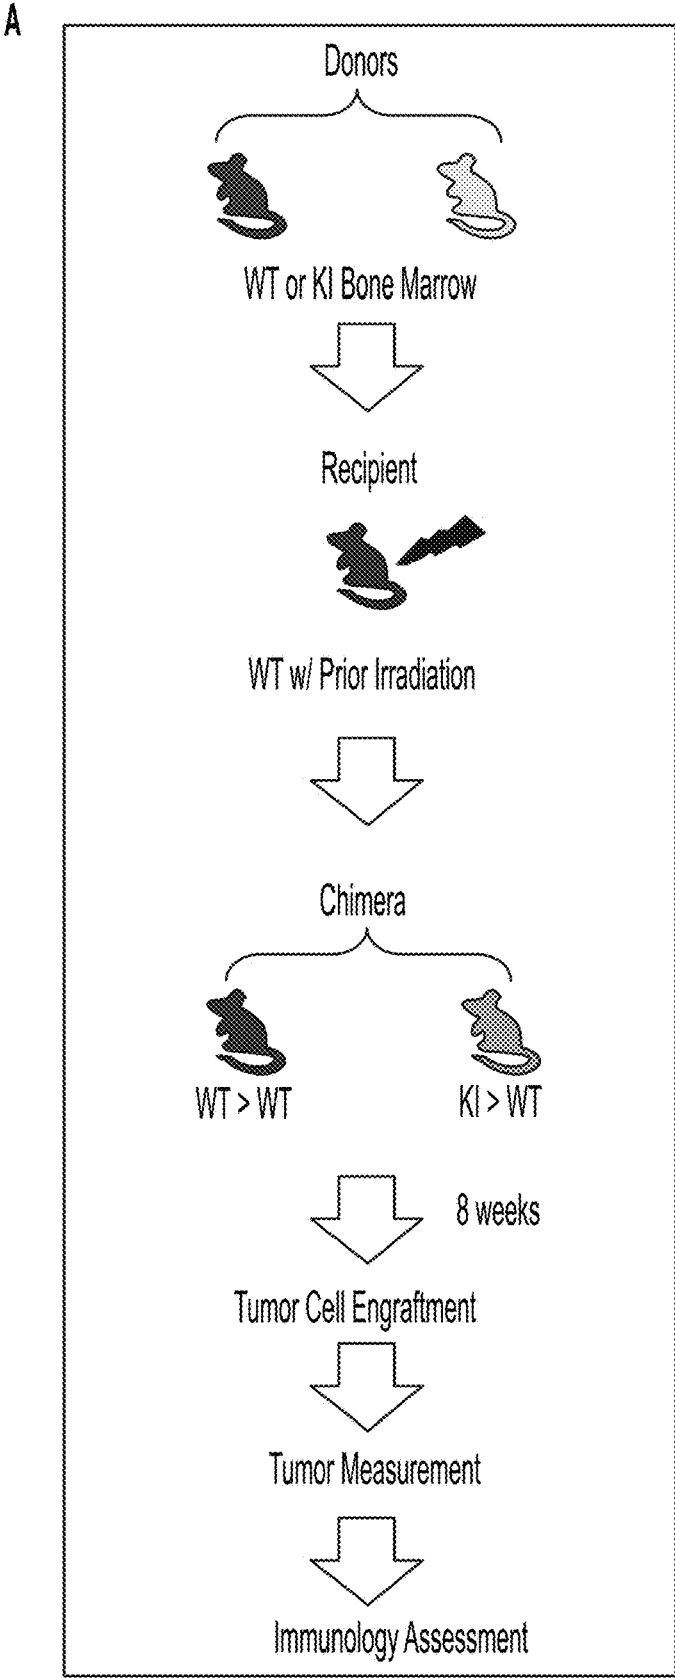 A
Donors
WT or KI Bone Marrow
Recipient
WT w/ Prior Irradiation
Chimera
WT > WT
KI > WT
8 weeks
Tumor Cell Engraftment
Tumor Measurement
Immunology Assessment